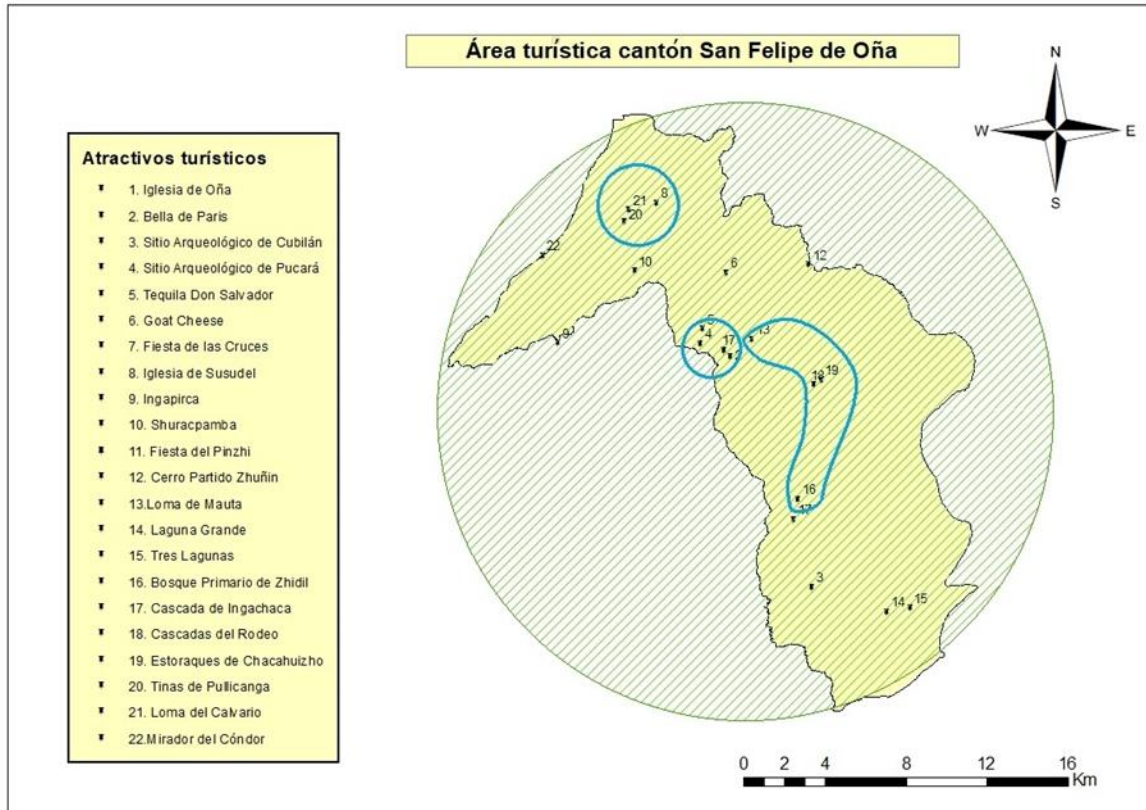 Área turística cantón San Felipe de Oña
N
W
E
S
Atractivos turísticos
1. Iglesia de Oña
2. Bella de Paris
3. Sitio Arqueológico de Cubilán
4. Sitio Arqueológico de Pucará
5. Tequila Don Salvador
6. Goat Cheese
7. Fiesta de las Cruces
8. Iglesia de Susudel
9. Ingapirca
10. Shuracpamba
11. Fiesta del Pinzhi
12. Cerro Partido Zhuñin
13.Loma de Mauta
14. Laguna Grande
15. Tres Lagunas
16. Bosque Primario de Zhidil
17. Cascada de Ingachaca
18. Cascadas del Rodeo
19. Estoraques de Chacahuizho
20. Tinas de Pullicanga
21. Loma del Calvario
22.Mirador del Cóndor
21
8
20
22
10
6
12
9
5
4
17
2
13
18
19
16
17
3
14
15
0 2 4 8 12 16
Km